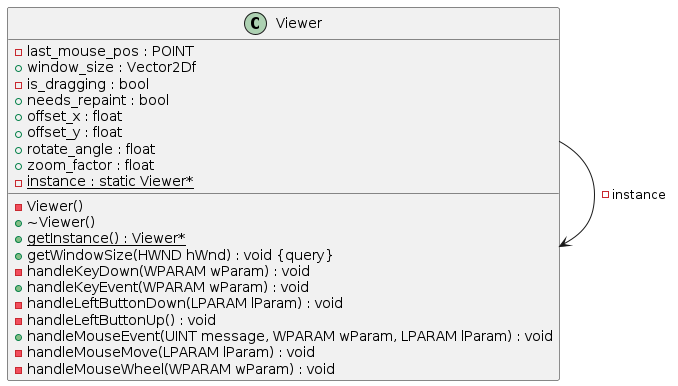 C Viewer
last_mouse_pos : POINT
window_size : Vector2Df
is_dragging : bool
needs_repaint : bool
offset_x : float
offset_y : float
rotate_angle : float
zoom_factor : float
instance : static Viewer*
Viewer()
~Viewer()
getInstance() : Viewer*
getWindowSize(HWND hWnd) : void {query}
handleKeyDown(WPARAM wParam) : void
handleKeyEvent(WPARAM wParam) : void
handleLeftButtonDown(LPARAM lParam) : void
handleLeftButtonUp() : void
handleMouseEvent(UINT message, WPARAM wParam, LPARAM lParam) : void
handleMouseMove(LPARAM lParam) : void
handleMouseWheel(WPARAM wParam) : void
instance